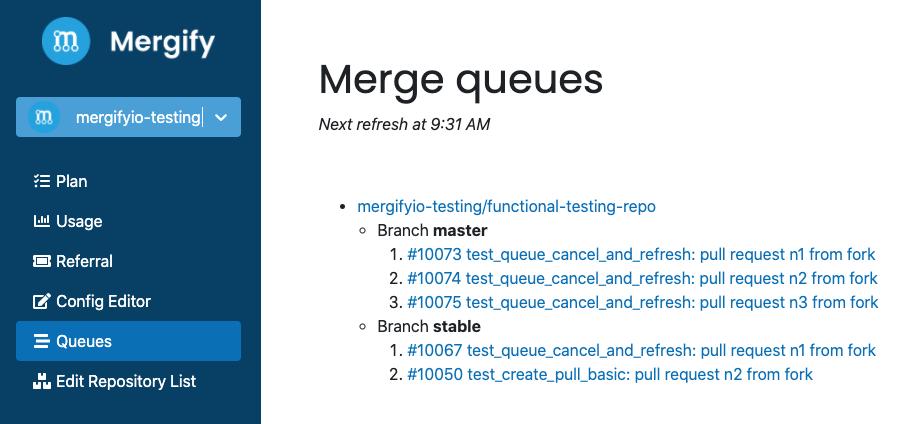 Mergify
mergifyio-testing
Plan
Usage
Referral
Config Editor
Queues
Edit Repository List
Merge queues
Next refresh at 9:31 AM
mergifyio-testing/functional-testing-repo
Branch master
1. #10073 test_queue_cancel_and_refresh: pull request n1 from fork
2. #10074 test_queue_cancel_and_refresh: pull request n2 from fork
3. #10075 test_queue_cancel_and_refresh: pull request n3 from fork
Branch stable
1. #10067 test_queue_cancel_and_refresh: pull request n1 from fork
2. #10050 test_create_pull_basic: pull request n2 from fork